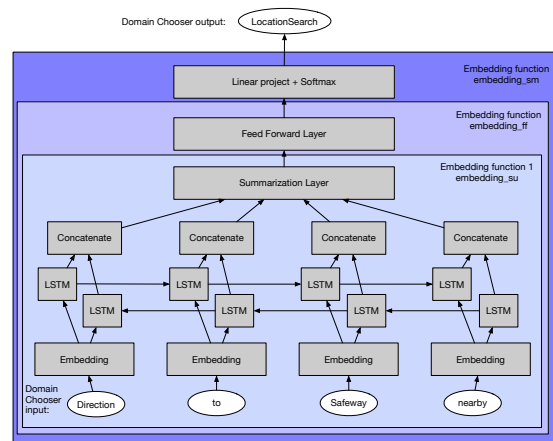 Domain Chooser output:
LocationSearch
Embedding function
embedding_sm
Linear project + Softmax
Embedding function
embedding_ff
Feed Forward Layer
Embedding function 1
embedding_su
Summarization Layer
Concatenate
Concatenate
Concatenate
Concatenate
LSTM
LSTM
LSTM
LSTM
LSTM
LSTM
LSTM
LSTM
Embedding
Embedding
Embedding
Embedding
Domain
Chooser
input:
Direction
to
Safeway
nearby